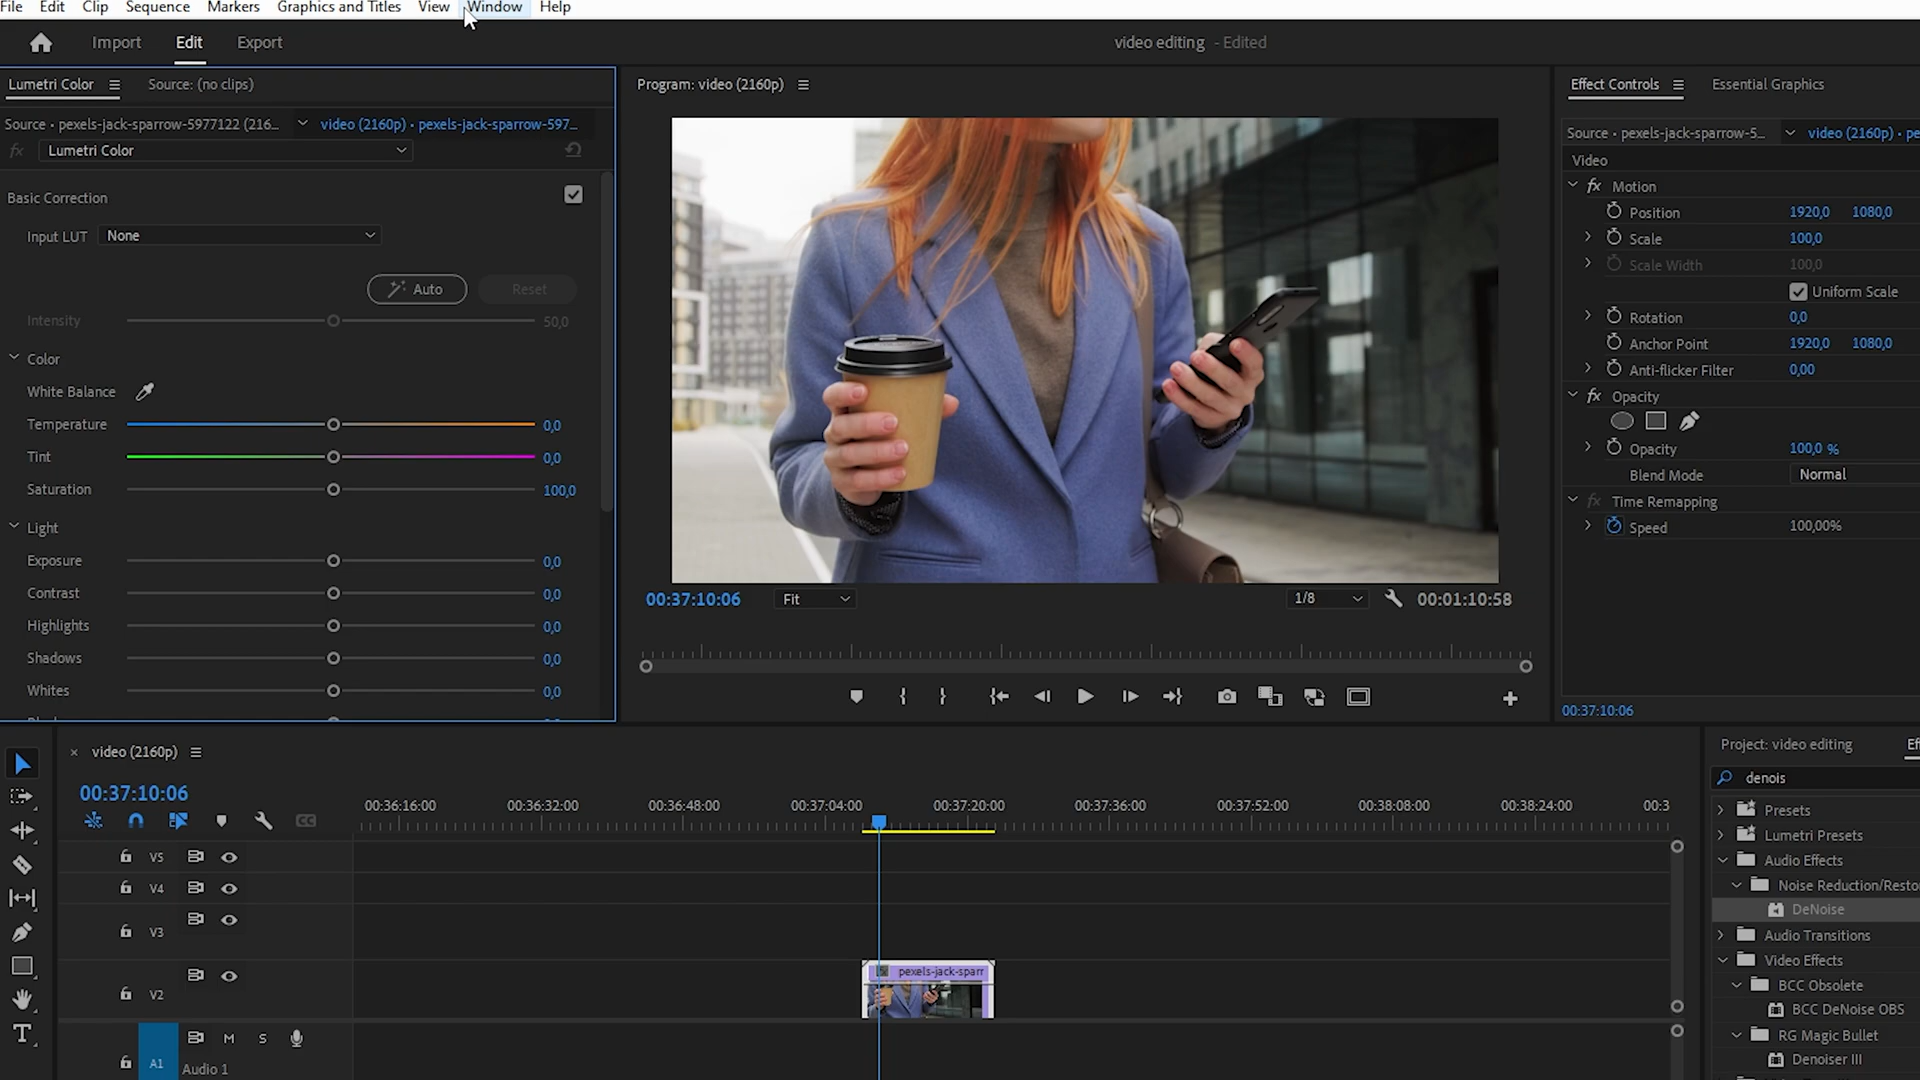 File Edit Clip Sequence Markers Graphics and Titles View Window Help
Import Edit Export video editing - Edited
Lumetri Color Source: (no clips)
Source • pexels-jack-sparrow-5977122 (216... video (2160p) • pexels-jack-sparrow-597...
fx Lumetri Color
Basic Correction
Input LUT None
Auto Reset
Intensity 50,0
Color
White Balance
Temperature 0,0
Tint 0,0
Saturation 100,0
Light
Exposure 0,0
Contrast 0,0
Highlights 0,0
Shadows 0,0
Whites 0,0
Program: video (2160p)
00:37:10:06 Fit 1/8 00:01:10:58
Effect Controls Essential Graphics
Source • pexels-jack-sparrow-5... video (2160p) • pe
Video
fx Motion
Position 1920,0 1080,0
Scale 100,0
Scale Width 100,0
Uniform Scale
Rotation 0,0
Anchor Point 1920,0 1080,0
Anti-flicker Filter 0,00
fx Opacity
Opacity 100,0 %
Blend Mode Normal
fx Time Remapping
Speed 100,00%
00:37:10:06
× video (2160p)
00:37:10:06
CC
00:36:16:00 00:36:32:00 00:36:48:00 00:37:04:00 00:37:20:00 00:37:36:00 00:37:52:00 00:38:08:00 00:38:24:00 00:3
V5
V4
V3
V2
pexels-jack-sparr
M S
A1 Audio 1
Project: video editing Ef
denois
Presets
Lumetri Presets
Audio Effects
Noise Reduction/Resto
DeNoise
Audio Transitions
Video Effects
BCC Obsolete
BCC DeNoise OBS
RG Magic Bullet
Denoiser III